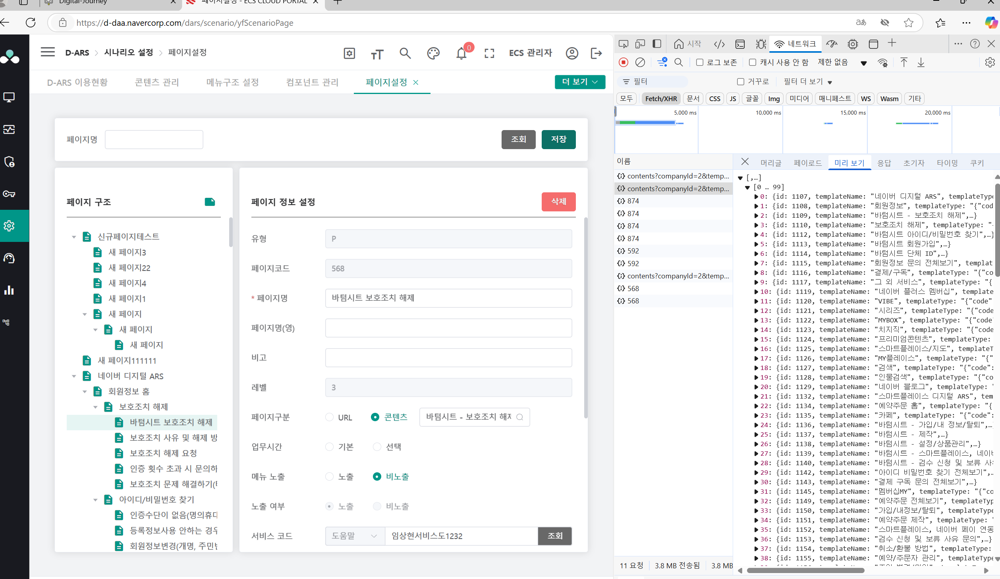 Digital-Journey
페이지설정 - ECS CLOUD PORTAL
https://d-daa.navercorp.com/dars/scenario/yfScenarioPage
D-ARS > 시나리오 설정 > 페이지설정
0
ECS 관리자
D-ARS 이용현황
콘텐츠 관리
메뉴구조 설정
컴포넌트 관리
페이지설정
더 보기
페이지명
조회
저장
페이지 구조
신규페이지테스트
새 페이지3
새 페이지22
새 페이지4
새 페이지1
새 페이지
새 페이지
새 페이지
새 페이지111111
네이버 디지털 ARS
회원정보 홈
보호조치 해제
바텀시트 보호조치 해제
보호조치 사유 및 해제 방
보호조치 해제 요청
인증 횟수 초과 시 문의하
보호조치 문제 해결하기(
아이디/비밀번호 찾기
인증수단이 없음(명의휴대
등록정보사용 안하는 경우
회원정보변경(개명, 주민번
페이지 정보 설정
삭제
유형 P
페이지코드 568
* 페이지명 바텀시트 보호조치 해제
페이지명(영)
비고
레벨 3
페이지구분 URL 콘텐츠 바텀시트 - 보호조치 해제
업무시간 기본 선택
메뉴 노출 노출 비노출
노출 여부 노출 비노출
서비스 코드 도움말 임상현서비스도1232 조회
시작
네트워크
로그 보존
캐시 사용 안 함
제한 없음
필터
거꾸로
필터 더 보기
모두 Fetch/XHR 문서 CSS JS 글꼴 Img 미디어 매니페스트 WS Wasm 기타
5,000 ms 10,000 ms 15,000 ms 20,000 ms
이름
contents?companyId=2&temp...
contents?companyId=2&temp...
874
874
874
874
592
592
contents?companyId=2&temp...
568
568
11 요청 3.8 MB 전송됨 3.8 MB
머리글 페이로드 미리 보기 응답 초기자 타이밍 쿠키
[,…]
[0 … 99]
0: {id: 1107, templateName: "네이버 디지털 ARS", templateType
1: {id: 1108, templateName: "회원정보", templateType: "{"cod
2: {id: 1109, templateName: "바텀시트 - 보호조치 해제",…}
3: {id: 1110, templateName: "보호조치 해제", templateType: "
4: {id: 1112, templateName: "바텀시트 아이디/비밀번호 찾기",…}
5: {id: 1113, templateName: "바텀시트 회원가입",…}
6: {id: 1114, templateName: "바텀시트 단체 ID",…}
7: {id: 1115, templateName: "회원정보 문의 전체보기", templat
8: {id: 1116, templateName: "결제/구독", templateType: "{"co
9: {id: 1117, templateName: "그 외 서비스", templateType: "{
10: {id: 1119, templateName: "네이버 플러스 멤버십", template
11: {id: 1120, templateName: "VIBE", templateType: "{"code"
12: {id: 1121, templateName: "시리즈", templateType: "{"code
13: {id: 1122, templateName: "MYBOX", templateType: "{"code
14: {id: 1123, templateName: "치지직", templateType: "{"code
15: {id: 1124, templateName: "프리미엄콘텐츠", templateType:
16: {id: 1125, templateName: "스마트플레이스/지도", templateT
17: {id: 1126, templateName: "MY플레이스", templateType: "{"
18: {id: 1127, templateName: "검색", templateType: "{"code":
19: {id: 1128, templateName: "인물검색", templateType: "{"co
20: {id: 1129, templateName: "네이버 블로그", templateType: "
21: {id: 1132, templateName: "스마트플레이스 디지털 ARS", tem
22: {id: 1134, templateName: "예약주문 홈", templateType: "{
23: {id: 1135, templateName: "카페", templateType: "{"code":
24: {id: 1136, templateName: "바텀시트 - 가입/내 정보/탈퇴",…}
25: {id: 1137, templateName: "바텀시트 - 제작",…}
26: {id: 1138, templateName: "바텀시트 - 설정/상품관리",…}
27: {id: 1139, templateName: "바텀시트 - 스마트플레이스, 네이버
28: {id: 1140, templateName: "바텀시트 - 검수 신청 및 보류 사유
29: {id: 1142, templateName: "아이디 비밀번호 찾기 전체보기",…
30: {id: 1143, templateName: "결제 구독 문의 전체보기",…}
31: {id: 1145, templateName: "멤버십MY", templateType: "{"co
32: {id: 1149, templateName: "예약주문 전체보기", templateTyp
33: {id: 1150, templateName: "가입/내정보/탈퇴", templateType
34: {id: 1151, templateName: "예약주문 제작", templateType: "
35: {id: 1152, templateName: "스마트플레이스, 네이버 페이 연동
36: {id: 1153, templateName: "검수 신청 및 보류 사유 문의",…}
37: {id: 1154, templateName: "취소/환불 방법", templateType:
38: {id: 1155, templateName: "예약/주문자 관리", templateType